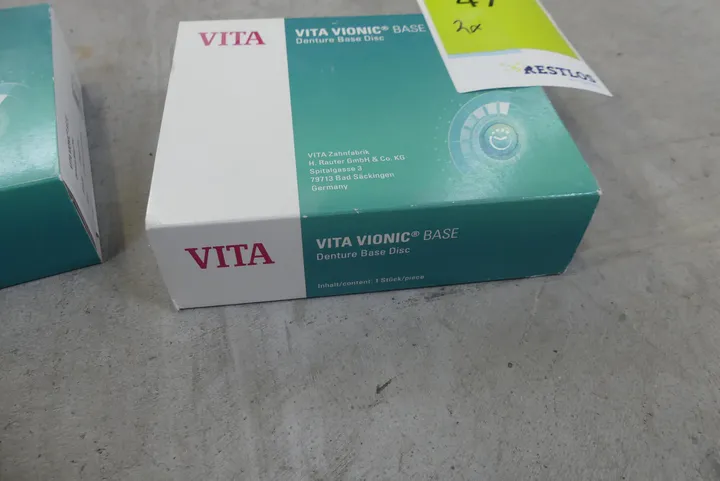 VITA
VITA VIONIC® BASE
Denture Base Disc
2x
RESTLOS
VITA Zahnfabrik
H. Rauter GmbH & Co. KG
Spitalgasse 3
79713 Bad Säckingen
Germany
VITA
VITA VIONIC® BASE
Denture Base Disc
Inhalt/content: 1 Stück/piece